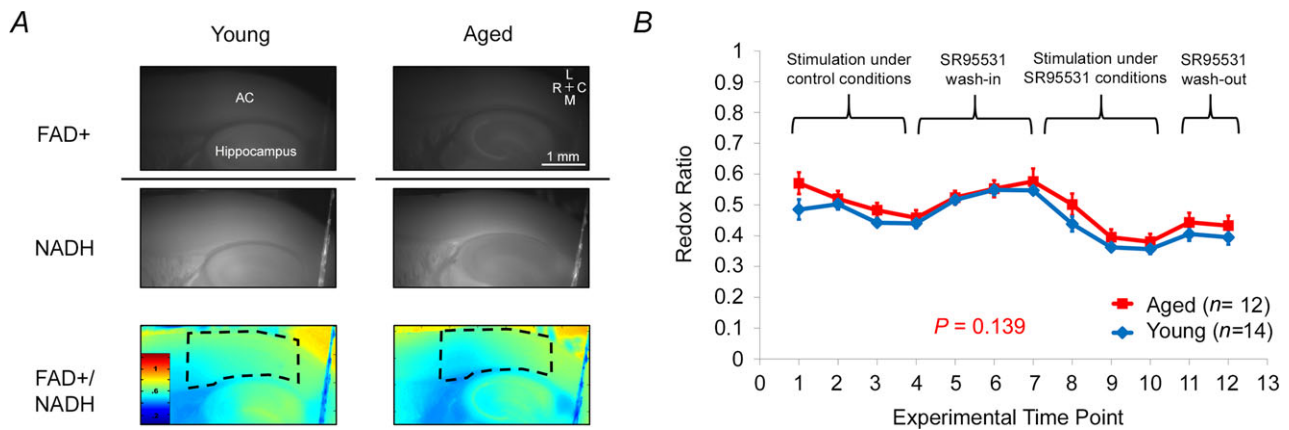 A
Young
Aged
FAD+
AC
Hippocampus
L
R + C
M
1 mm
NADH
FAD+/
NADH
1
.6
B
Stimulation under
control conditions
SR95531
wash-in
Stimulation under
SR95531 conditions
SR95531
wash-out
Redox Ratio
1
0.9
0.8
0.7
0.6
0.5
0.4
0.3
0.2
0.1
0
P = 0.139
Aged (n= 12)
Young (n=14)
0 1 2 3 4 5 6 7 8 9 10 11 12 13
Experimental Time Point